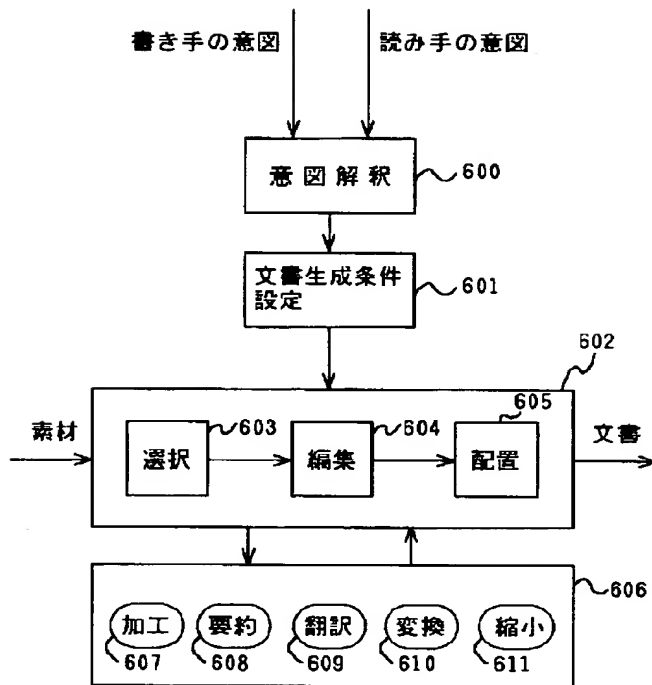 書き手の意図
読み手の意図
意図解釈
600
文書生成条件
設定
601
602
素材
選択
603
編集
604
配置
605
文書
606
加工
要約
翻訳
変換
縮小
607
608
609
610
611